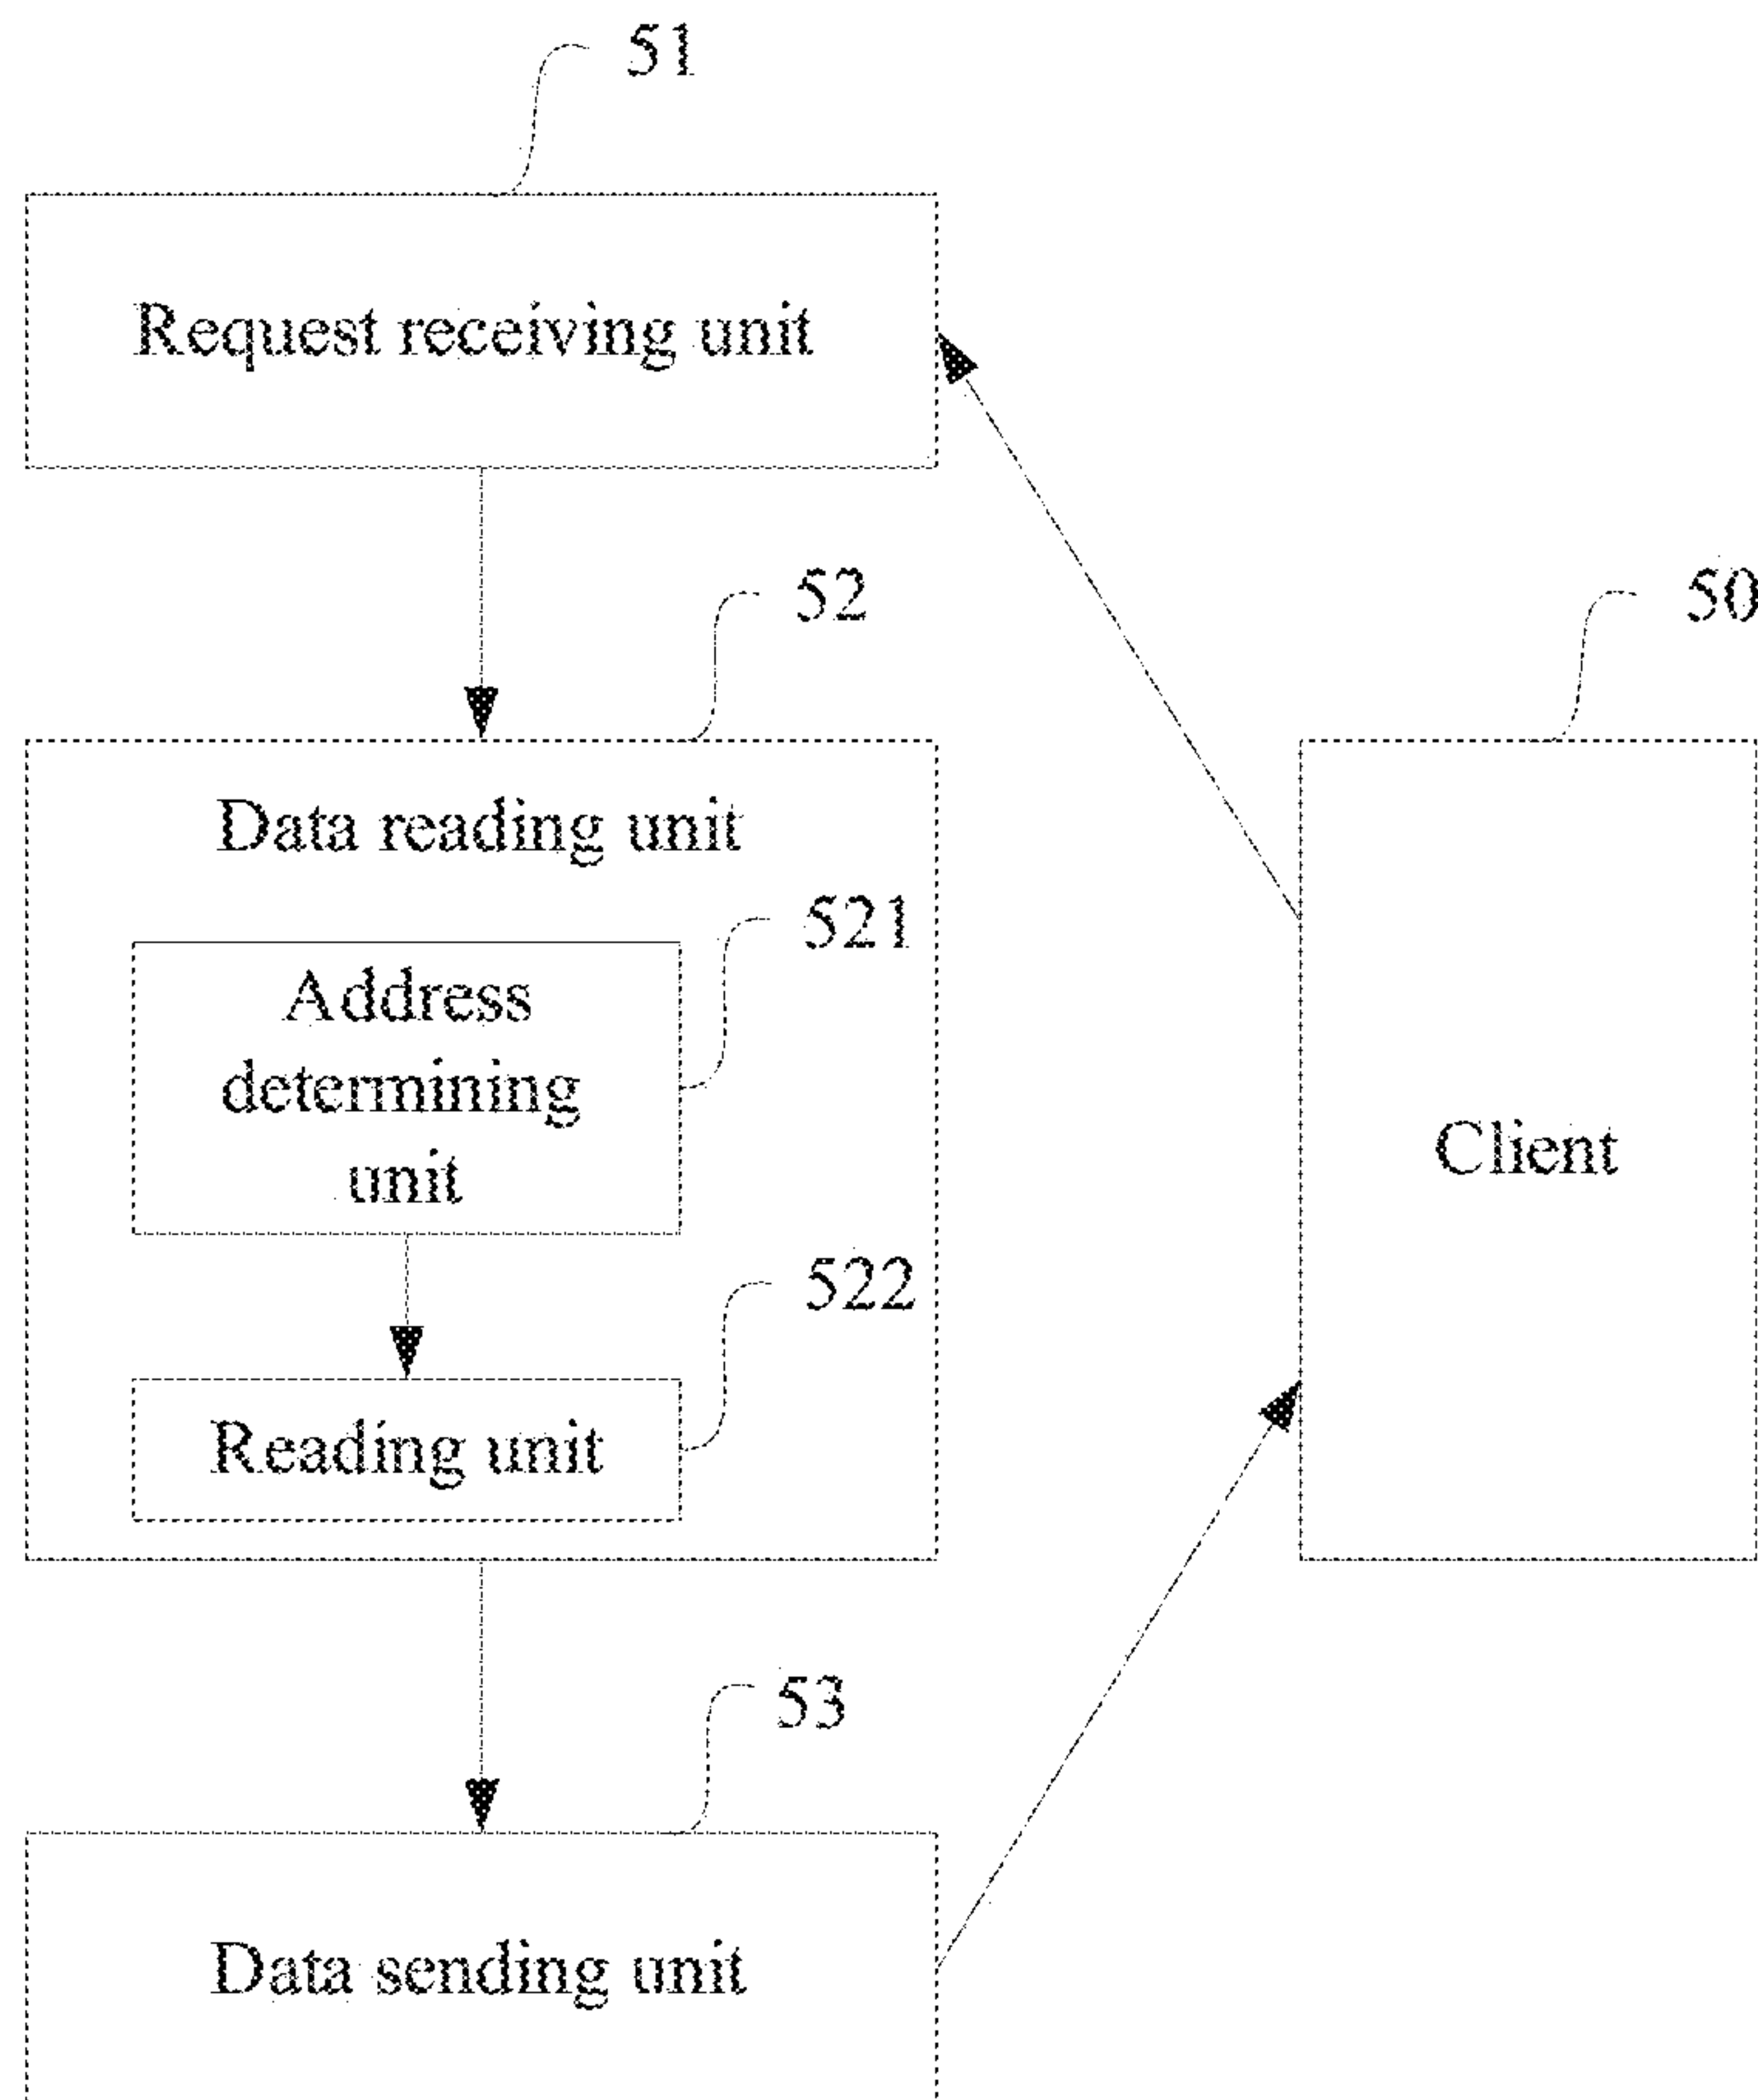 51
Request receiving unit
52
50
Data reading unit
521
Address
determining
unit
Client
522
Reading unit
53
Data sending unit